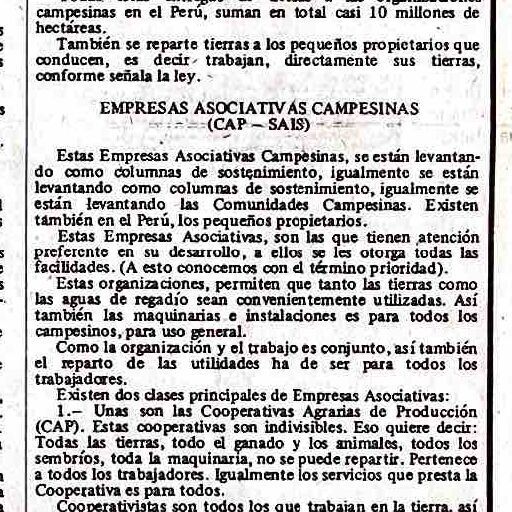 campesinas en el Perú, suman en total casi 10 millones de
hectáreas.
También se reparte tierras a los pequeños propietarios que
conducen, es decir trabajan, directamente sus tierras,
conforme señala la ley.
EMPRESAS ASOCIATIVAS CAMPESINAS
(CAP – SAIS)
Estas Empresas Asociativas Campesinas, se están levantan-
do como columnas de sostenimiento, igualmente se están
levantando como columnas de sostenimiento, igualmente se
están levantando las Comunidades Campesinas. Existen
también en el Perú, los pequeños propietarios.
Estas Empresas Asociativas, son las que tienen atención
preferente en su desarrollo, a ellos se les otorga todas las
facilidades. (A esto conocemos con el término prioridad).
Estas organizaciones, permiten que tanto las tierras como
las aguas de regadío sean convenientemente utilizadas. Así
también las maquinarias e instalaciones es para todos los
campesinos, para uso general.
Como la organización y el trabajo es conjunto, así también
el reparto de las utilidades ha de ser para todos los
trabajadores.
Existen dos clases principales de Empresas Asociativas:
1.— Unas son las Cooperativas Agrarias de Producción
(CAP). Estas cooperativas son indivisibles. Eso quiere decir:
Todas las tierras, todo el ganado y los animales, todos los
sembríos, toda la maquinaria, no se puede repartir. Pertenece
a todos los trabajadores. Igualmente los servicios que presta la
Cooperativa es para todos.
Cooperativistas son todos los que trabajan en la tierra, así